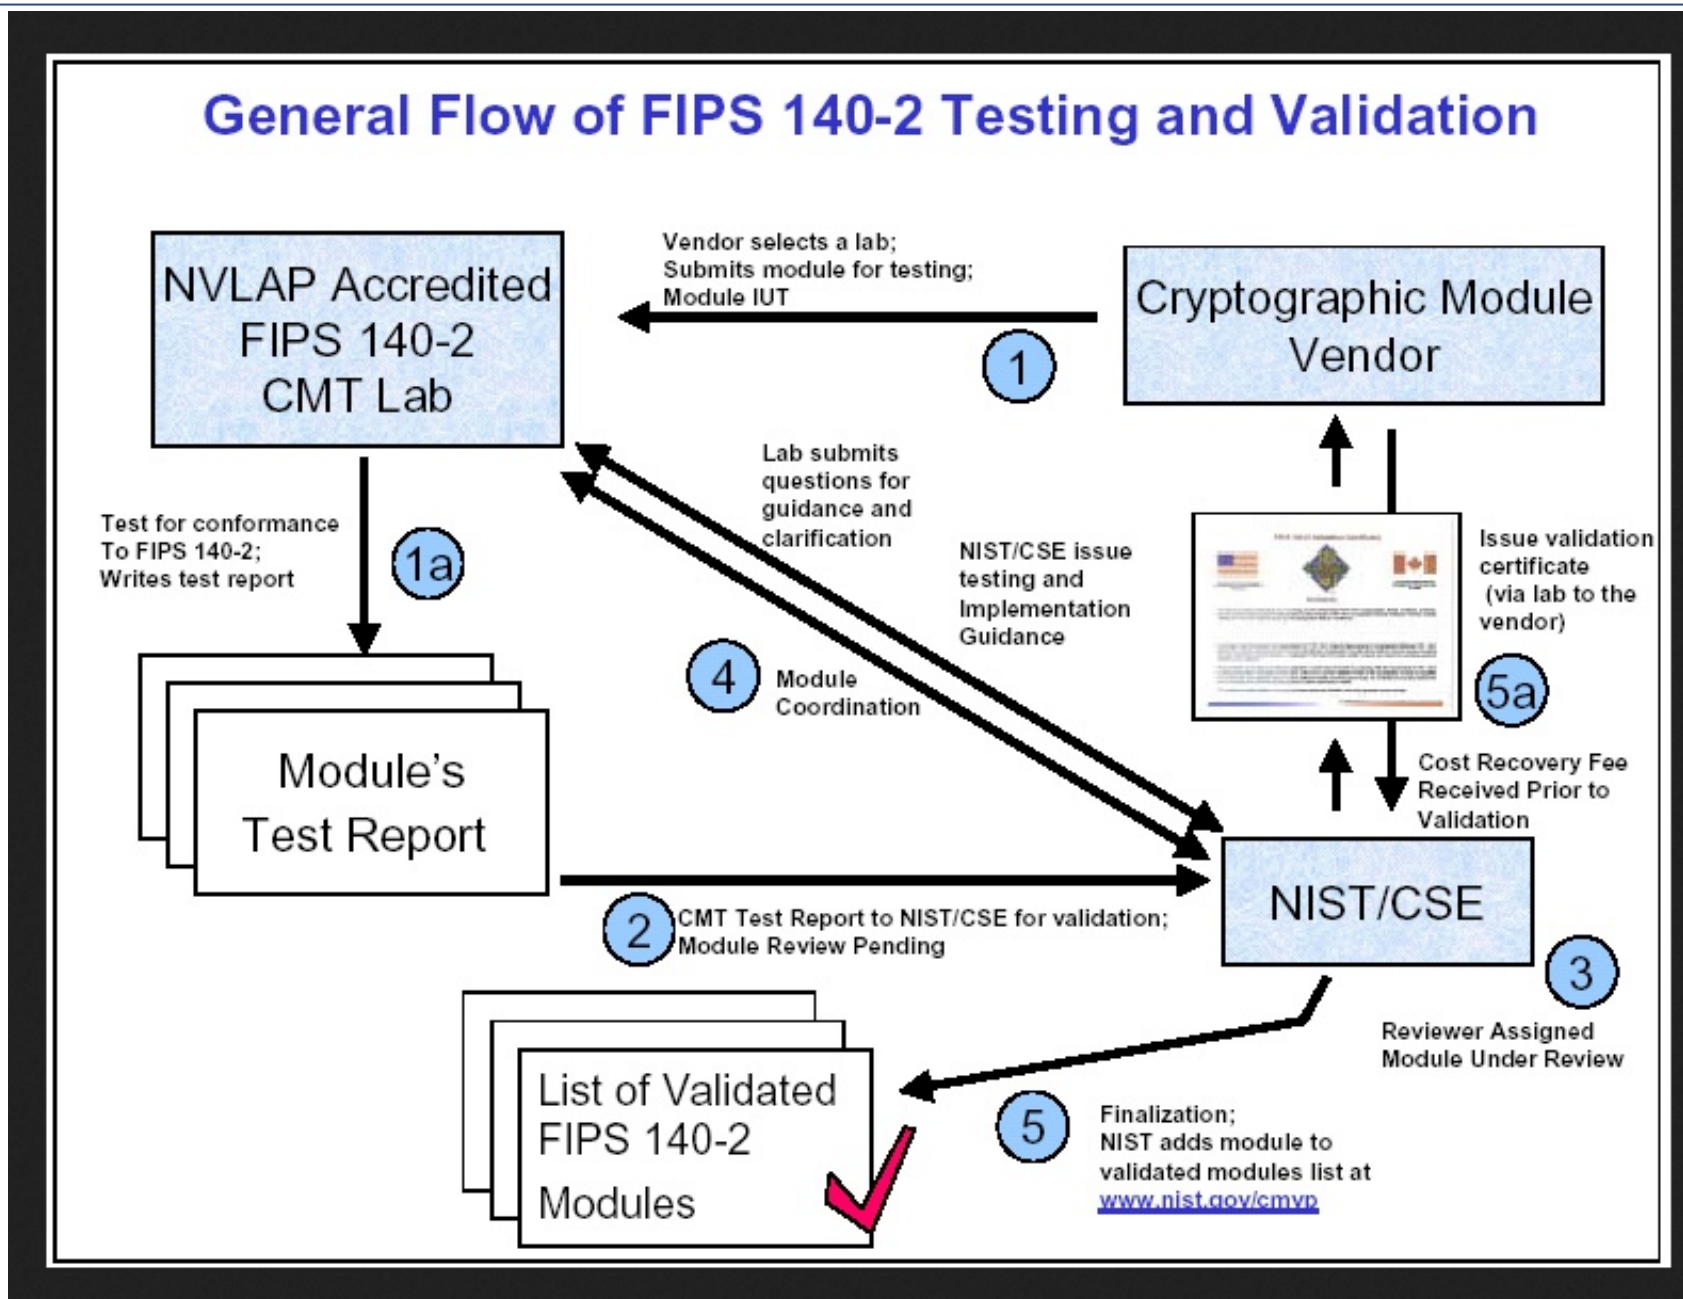 General Flow of FIPS 140-2 Testing and Validation
NVLAP Accredited
FIPS 140-2
CMT Lab
Vendor selects a lab;
Submits module for testing;
Module IUT
1
Cryptographic Module
Vendor
Test for conformance
To FIPS 140-2;
Writes test report
1a
Lab submits
questions for
guidance and
clarification
NIST/CSE issue
testing and
Implementation
Guidance
4
Module
Coordination
Issue validation
certificate
(via lab to the
vendor)
5a
Cost Recovery Fee
Received Prior to
Validation
Module's
Test Report
2
CMT Test Report to NIST/CSE for validation;
Module Review Pending
NIST/CSE
3
Reviewer Assigned
Module Under Review
List of Validated
FIPS 140-2
Modules
5
Finalization;
NIST adds module to
validated modules list at
www.nist.gov/cmvp